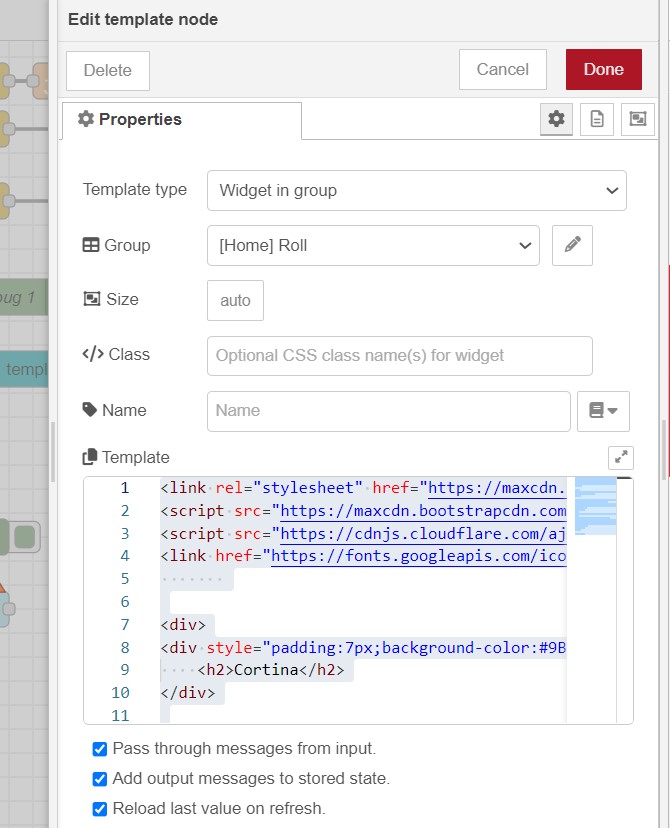 Edit template node
Delete
Cancel
Done
Properties
Template type
Widget in group
Group
[Home] Roll
Size
auto
Class
Optional CSS class name(s) for widget
Name
Name
Template
1 <link rel="stylesheet" href="https://maxcdn.
2 <script src="https://maxcdn.bootstrapcdn.com
3 <script src="https://cdnjs.cloudflare.com/aj
4 <link href="https://fonts.googleapis.com/ico
5
6
7 <div>
8 <div style="padding:7px;background-color:#9B
9 <h2>Cortina</h2>
10 </div>
11
Pass through messages from input.
Add output messages to stored state.
Reload last value on refresh.
ug 1
templ